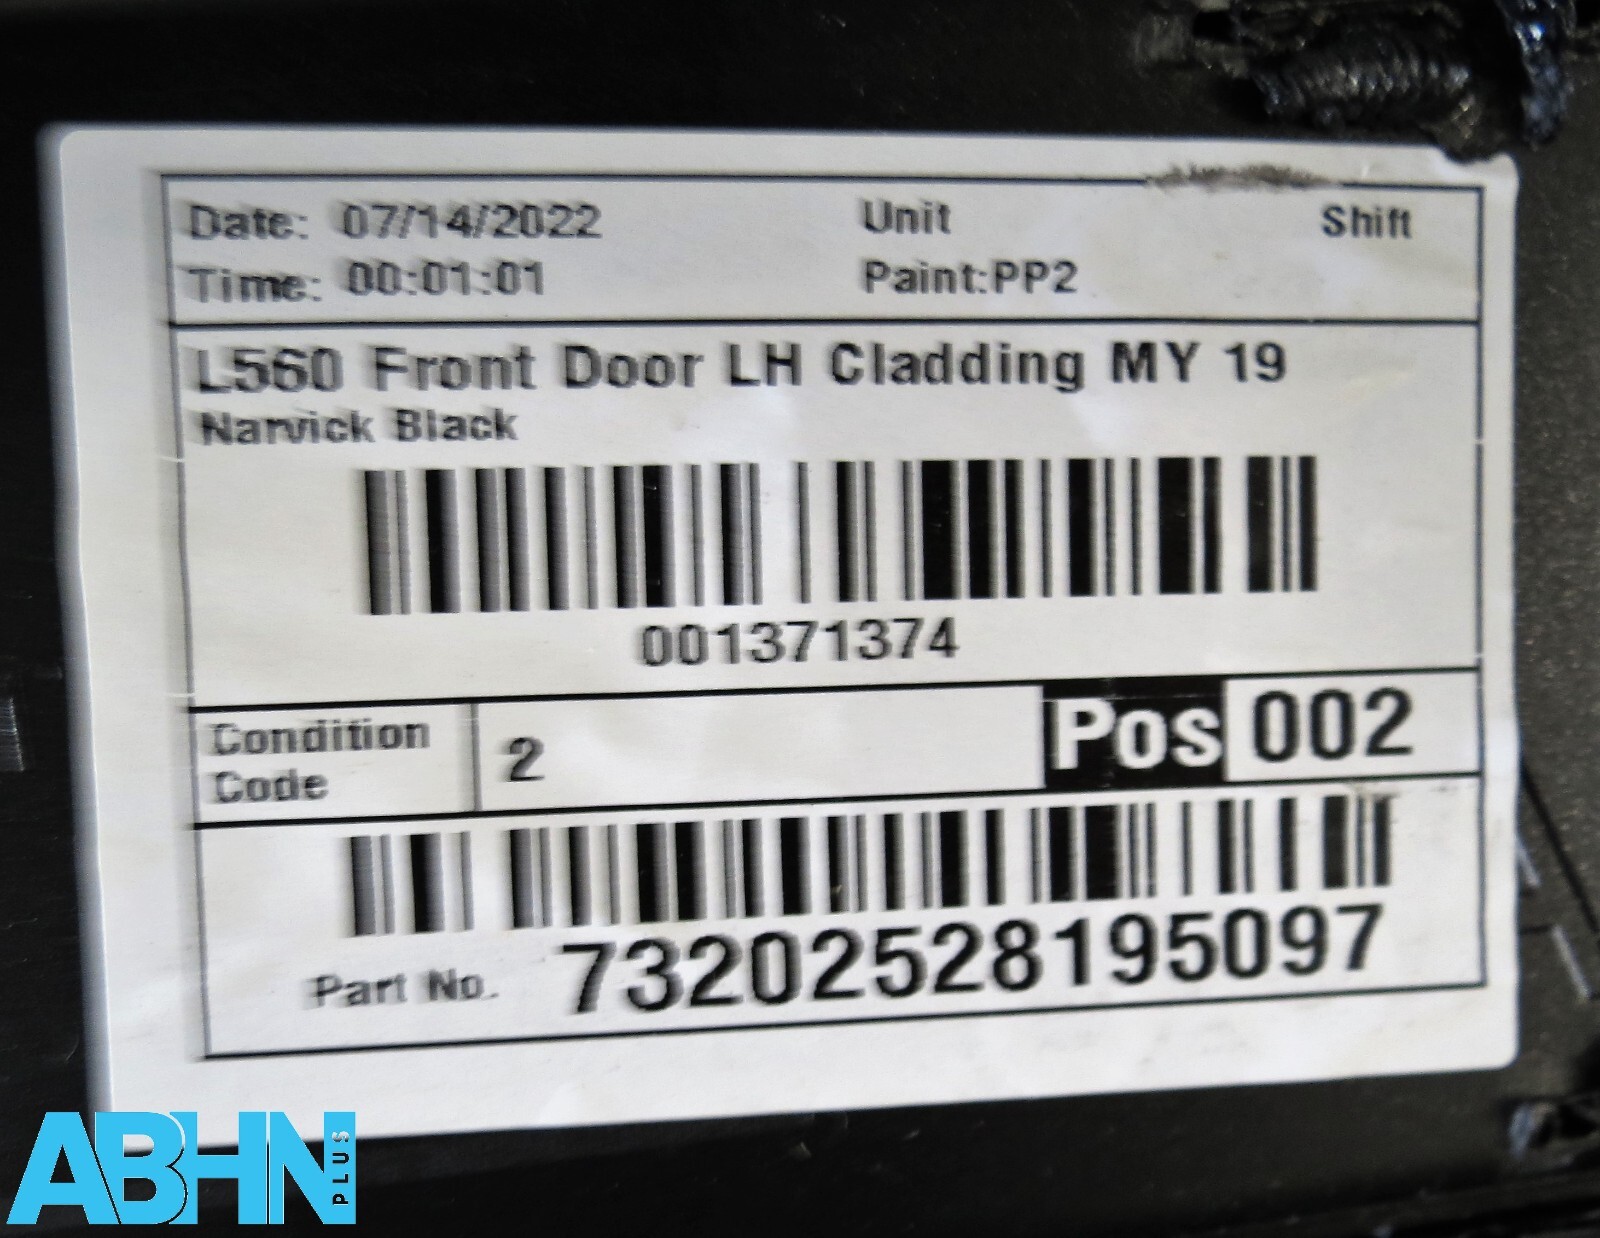 Date: 07/14/2022 Unit Shift
Time: 00:01:01 Paint:PP2
L560 Front Door LH Cladding MY 19
Narvick Black
001371374
Condition Code 2 Pos 002
Part No. 73202528195097
ABHN PLUS